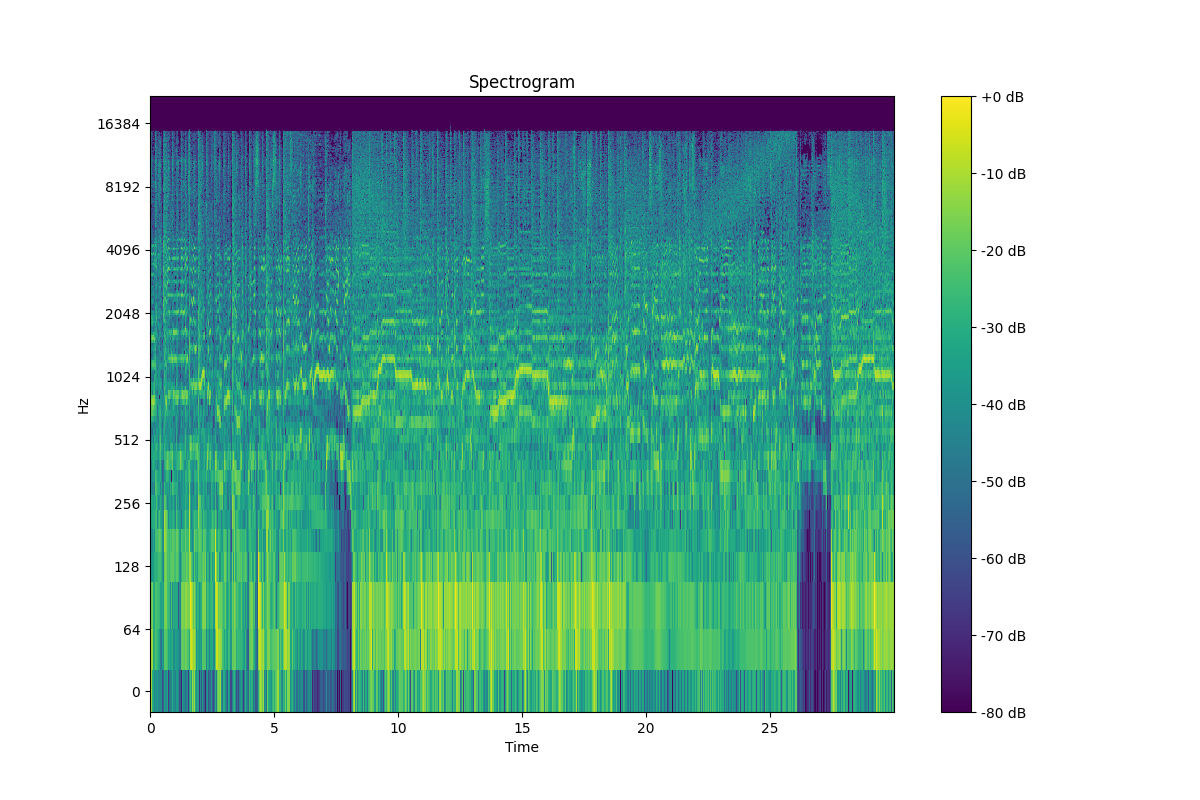 Spectrogram
Hz
16384
8192
4096
2048
1024
512
256
128
64
0
0 5 10 15 20 25
Time
+0 dB
-10 dB
-20 dB
-30 dB
-40 dB
-50 dB
-60 dB
-70 dB
-80 dB